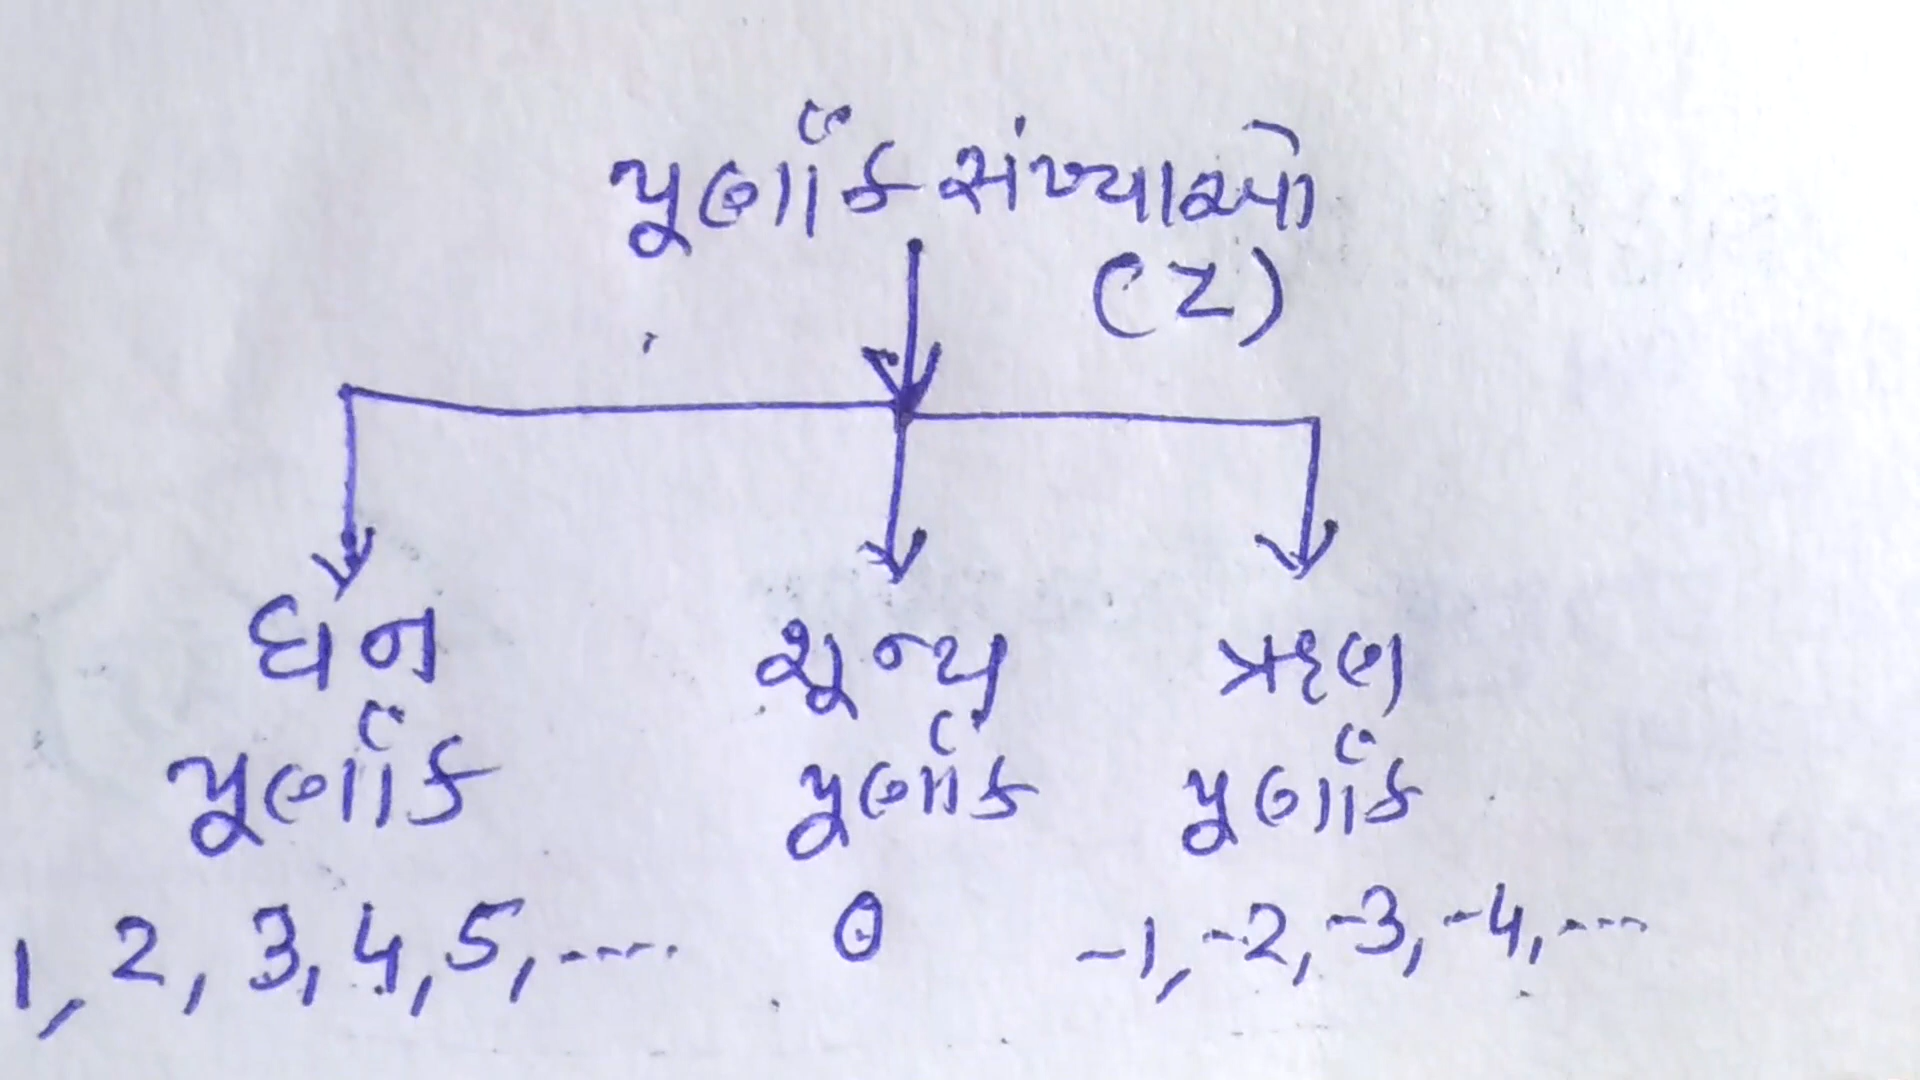 પૂર્ણાંક સંખ્યાઓ
(Z)
ધન શૂન્ય ઋણ
પૂર્ણાંક પૂર્ણાંક પૂર્ણાંક
1, 2, 3, 4, 5, ..... 0 -1, -2, -3, -4, ----